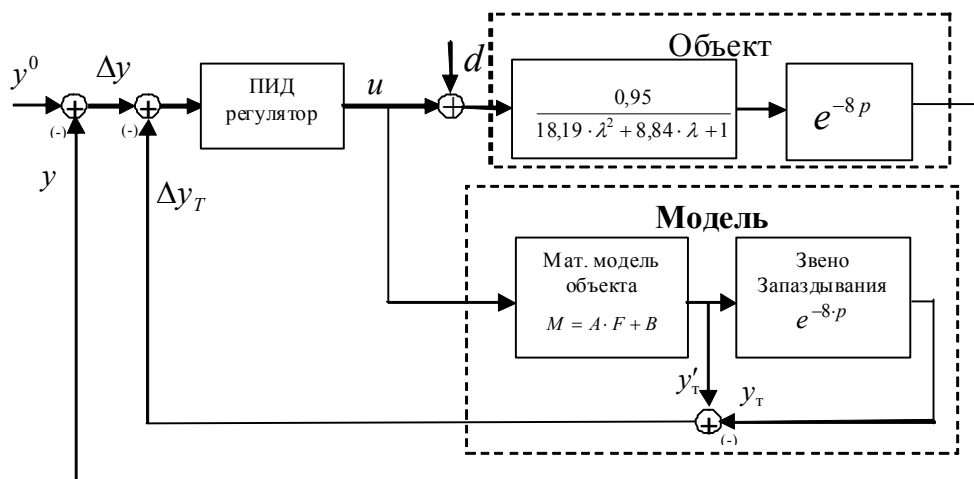 Объект
y⁰
Δy
ПИД
регулятор
u
d
0,95
18,19·λ²+8,84·λ+1
e^{-8p}
(-)
(-)
y
Δy_T
Модель
Мат. модель
объекта
M = A·F + B
Звено
Запаздывания
e^{-8·p}
y′_т
y_т
(-)